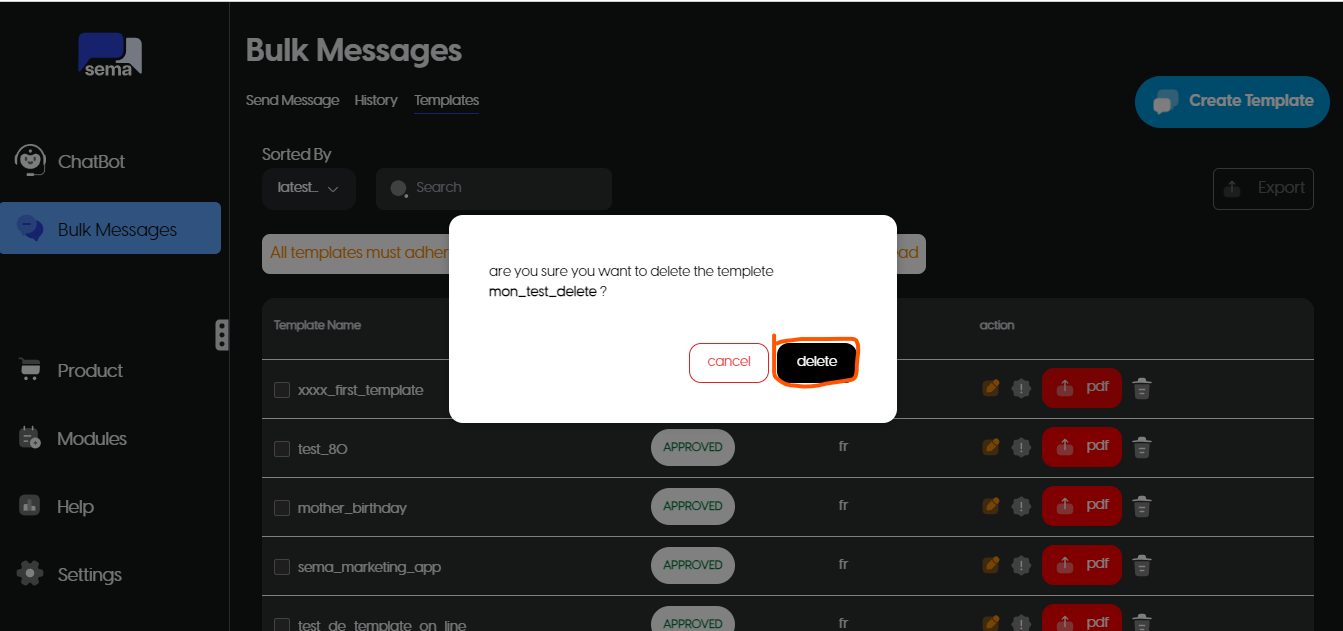 sema
ChatBot
Bulk Messages
Product
Modules
Help
Settings
Bulk Messages
Send Message History Templates
Create Template
Sorted By
latest... Search
Export
All templates must adher
ad
are you sure you want to delete the templete
mon_test_delete ?
cancel delete
Template Name action
xxxx_first_template pdf
test_80 APPROVED fr pdf
mother_birthday APPROVED fr pdf
sema_marketing_app APPROVED fr pdf
test_de_template_on_line APPROVED fr pdf